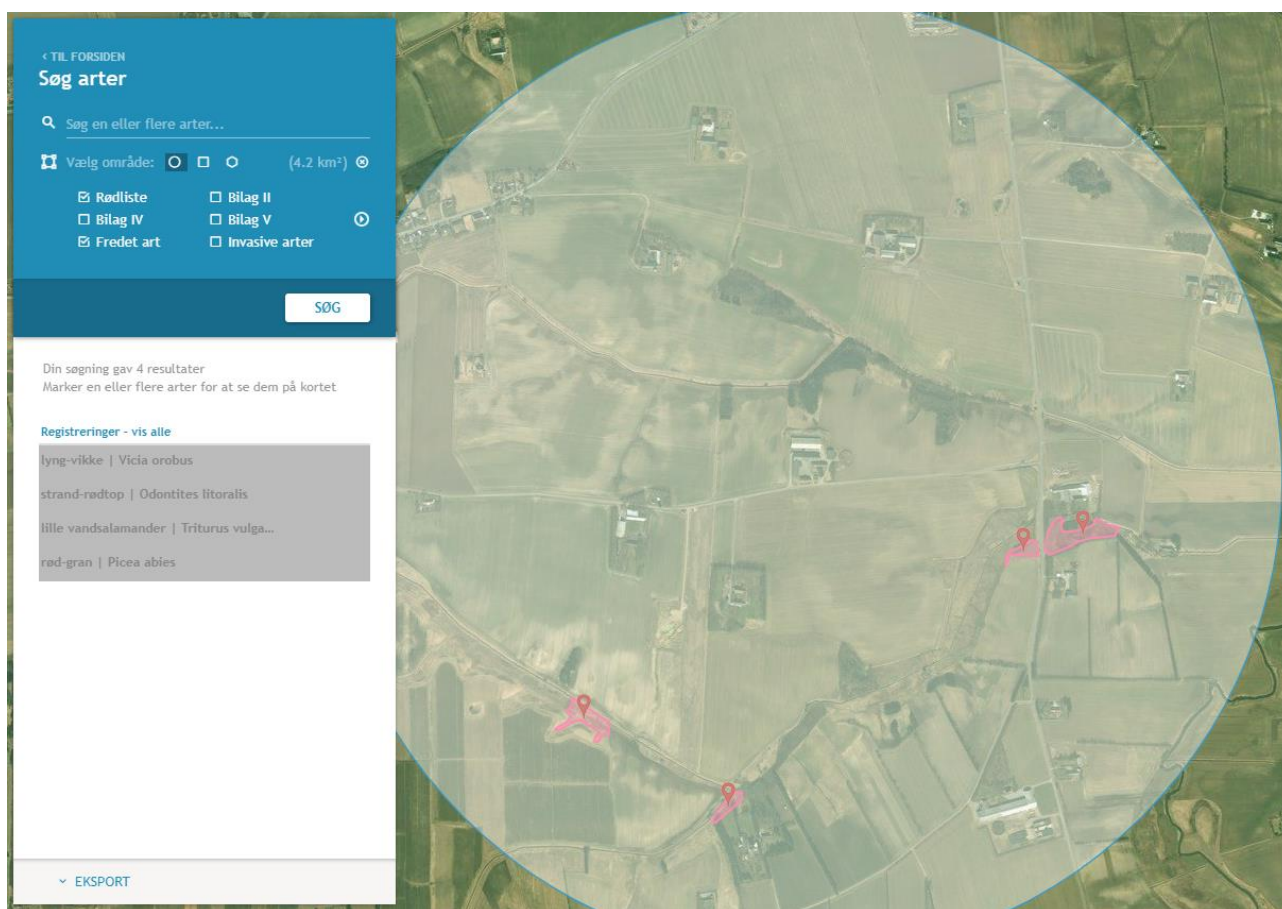 ‹ TIL FORSIDEN
Søg arter
Søg en eller flere arter...
Vælg område: (4.2 km²)
Rødliste Bilag II
Bilag IV Bilag V
Fredet art Invasive arter
SØG
Din søgning gav 4 resultater
Marker en eller flere arter for at se dem på kortet
Registreringer - vis alle
lyng-vikke | Vicia orobus
strand-rødtop | Odontites litoralis
lille vandsalamander | Triturus vulga...
rød-gran | Picea abies
EKSPORT